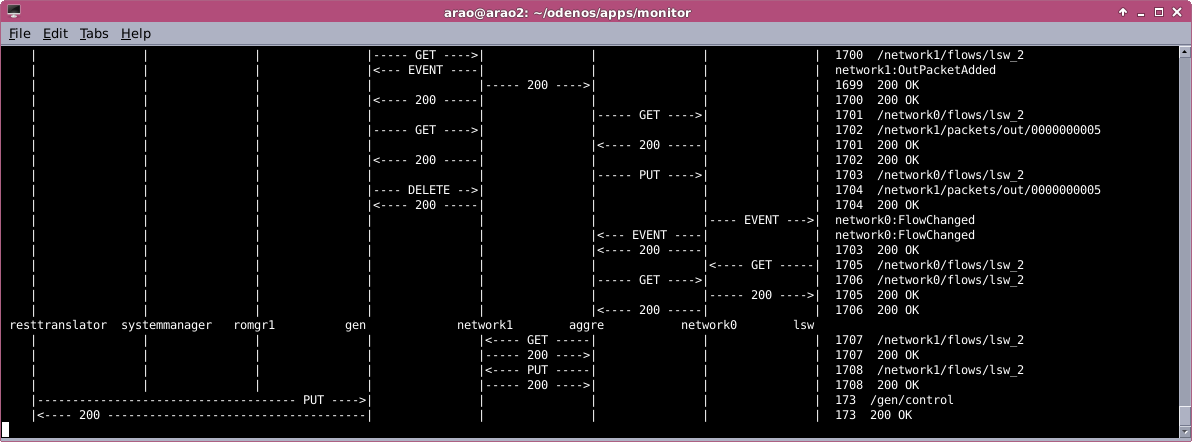 arao@arao2: ~/odenos/apps/monitor
File Edit Tabs Help
| | | |----- GET ---->| | | | 1700 /network1/flows/lsw_2
| | | |<--- EVENT ----| | | | network1:OutPacketAdded
| | | | |----- 200 ---->| | | 1699 200 OK
| | | |<---- 200 -----| | | | 1700 200 OK
| | | | | |----- GET ---->| | 1701 /network0/flows/lsw_2
| | | |----- GET ---->| | | | 1702 /network1/packets/out/0000000005
| | | | | |<---- 200 -----| | 1701 200 OK
| | | |<---- 200 -----| | | | 1702 200 OK
| | | | | |----- PUT ---->| | 1703 /network0/flows/lsw_2
| | | |---- DELETE -->| | | | 1704 /network1/packets/out/0000000005
| | | |<---- 200 -----| | | | 1704 200 OK
| | | | | | |---- EVENT --->| network0:FlowChanged
| | | | | |<--- EVENT ----| | network0:FlowChanged
| | | | | |<---- 200 -----| | 1703 200 OK
| | | | | | |<---- GET -----| 1705 /network0/flows/lsw_2
| | | | | |----- GET ---->| | 1706 /network0/flows/lsw_2
| | | | | | |----- 200 ---->| 1705 200 OK
| | | | | |<---- 200 -----| | 1706 200 OK
resttranslator systemmanager romgr1 gen network1 aggre network0 lsw
| | | | |<---- GET -----| | | 1707 /network1/flows/lsw_2
| | | | |----- 200 ---->| | | 1707 200 OK
| | | | |<---- PUT -----| | | 1708 /network1/flows/lsw_2
| | | | |----- 200 ---->| | | 1708 200 OK
|------------------------------------- PUT ---->| | | | | 173 /gen/control
|<---- 200 -------------------------------------| | | | | 173 200 OK